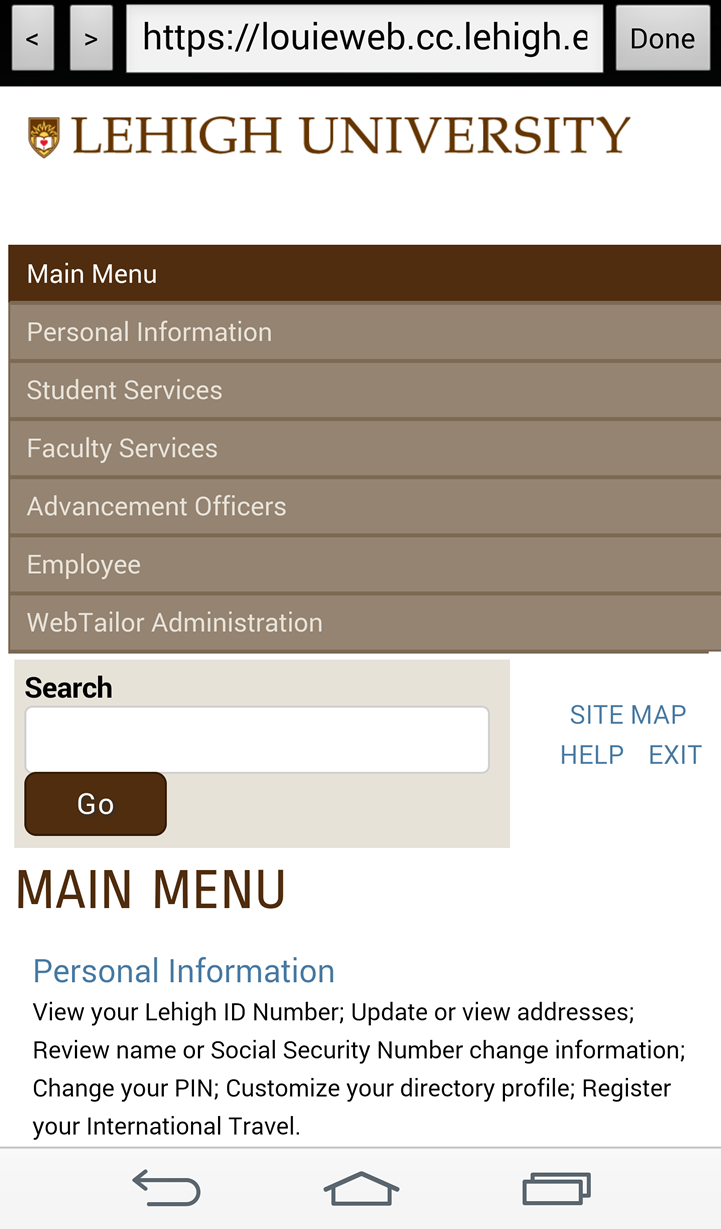 < > https://louieweb.cc.lehigh.e Done
LEHIGH UNIVERSITY
Main Menu
Personal Information
Student Services
Faculty Services
Advancement Officers
Employee
WebTailor Administration
Search
Go
SITE MAP
HELP EXIT
MAIN MENU
Personal Information
View your Lehigh ID Number; Update or view addresses;
Review name or Social Security Number change information;
Change your PIN; Customize your directory profile; Register
your International Travel.